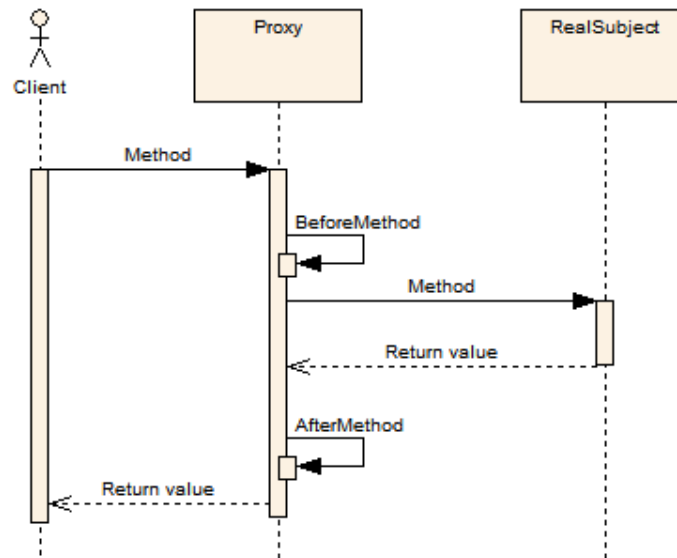 Proxy
RealSubject
Client
Method
BeforeMethod
Method
Return value
AfterMethod
Return value